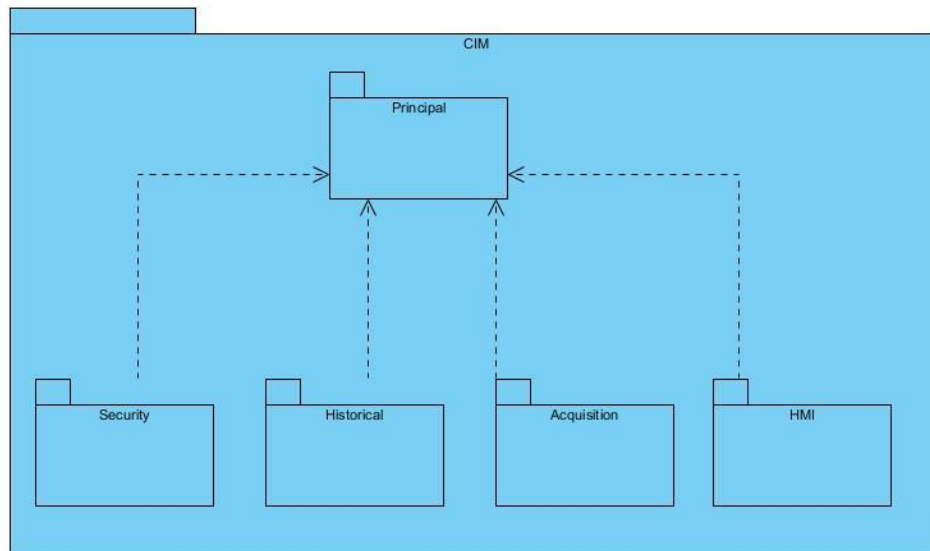 CIM
Principal
Security
Historical
Acquisition
HMI